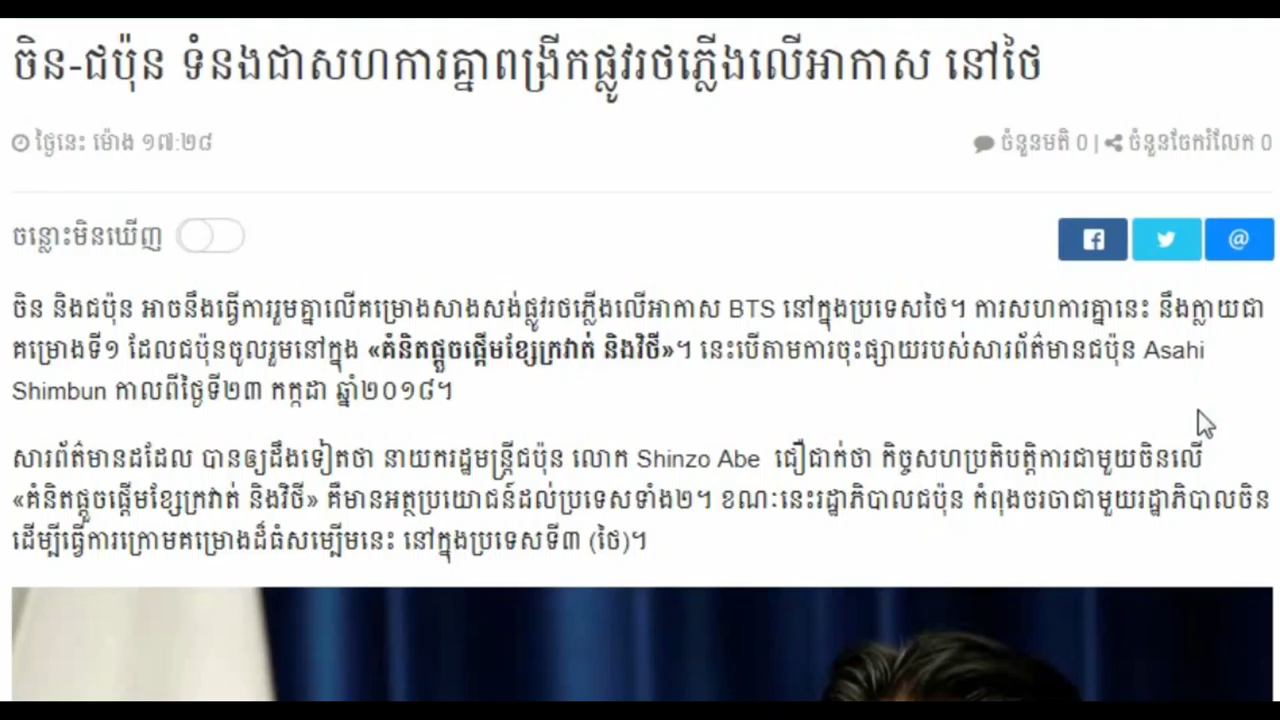 ចិន-ជប៉ុន ទំនងជាសហការគ្នាពង្រីកផ្លូវរថភ្លើងលើអាកាស នៅថៃ
ថ្ងៃនេះ ម៉ោង ១៧:២៨
ចំនួនមតិ 0 | ចំនួនចែករំលែក 0
ចន្លោះមិនឃើញ
ចិន និងជប៉ុន អាចនឹងធ្វើការរួមគ្នាលើគម្រោងសាងសង់ផ្លូវរថភ្លើងលើអាកាស BTS នៅក្នុងប្រទេសថៃ។ ការសហការគ្នានេះ នឹងក្លាយជា
គម្រោងទី១ ដែលជប៉ុនចូលរួមនៅក្នុង «គំនិតផ្តួចផ្តើមខ្សែក្រវាត់ និងវិថី»។ នេះបើតាមការចុះផ្សាយរបស់សារព័ត៌មានជប៉ុន Asahi
Shimbun កាលពីថ្ងៃទី២៣ កក្កដា ឆ្នាំ២០១៨។
សារព័ត៌មានដដែល បានឲ្យដឹងទៀតថា នាយករដ្ឋមន្ត្រីជប៉ុន លោក Shinzo Abe ជឿជាក់ថា កិច្ចសហប្រតិបត្តិការជាមួយចិនលើ
«គំនិតផ្តួចផ្តើមខ្សែក្រវាត់ និងវិថី» គឺមានអត្ថប្រយោជន៍ដល់ប្រទេសទាំង២។ ខណៈនេះរដ្ឋាភិបាលជប៉ុន កំពុងចរចាជាមួយរដ្ឋាភិបាលចិន
ដើម្បីធ្វើការក្រោមគម្រោងដ៏ធំសម្បើមនេះ នៅក្នុងប្រទេសទី៣ (ថៃ)។